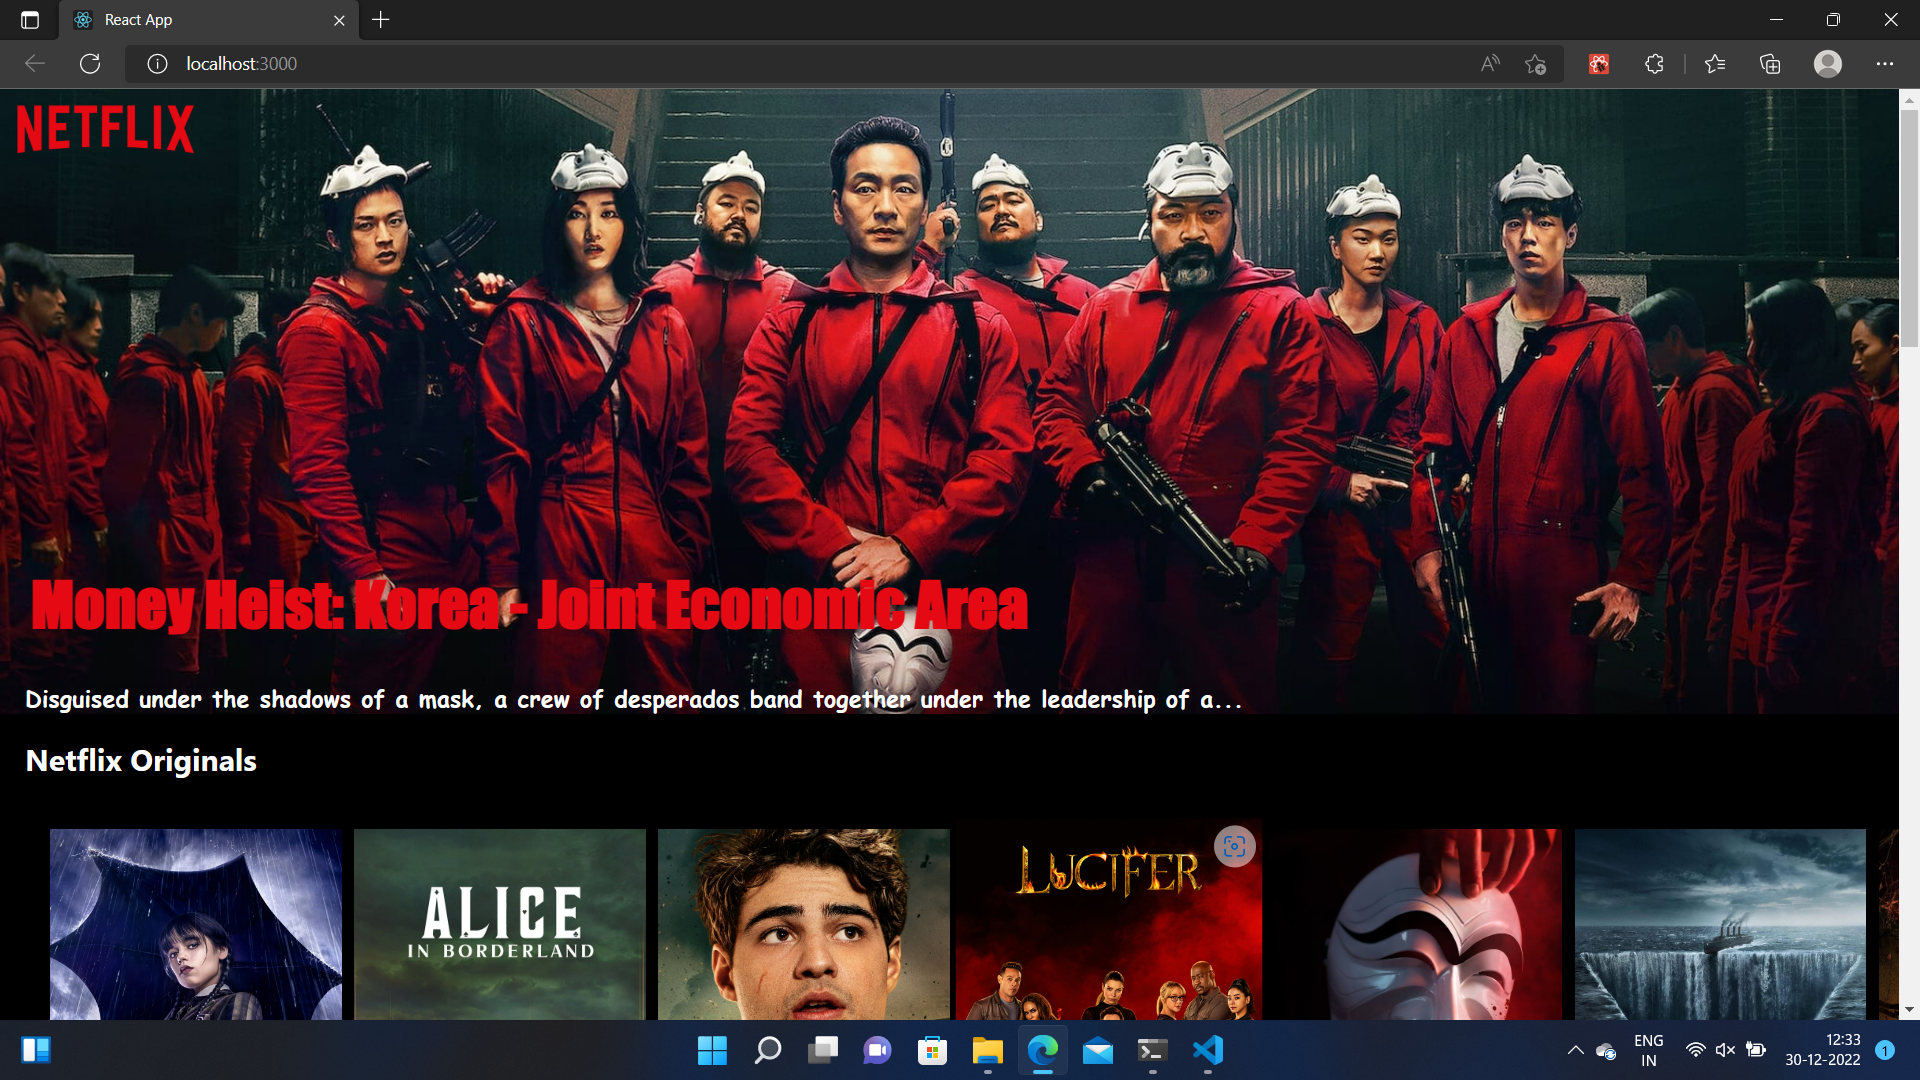 React App
localhost:3000
NETFLIX
Money Heist: Korea - Joint Economic Area
Disguised under the shadows of a mask, a crew of desperados band together under the leadership of a...
Netflix Originals
ALICE
IN BORDERLAND
LUCIFER
ENG
IN
12:33
30-12-2022
1